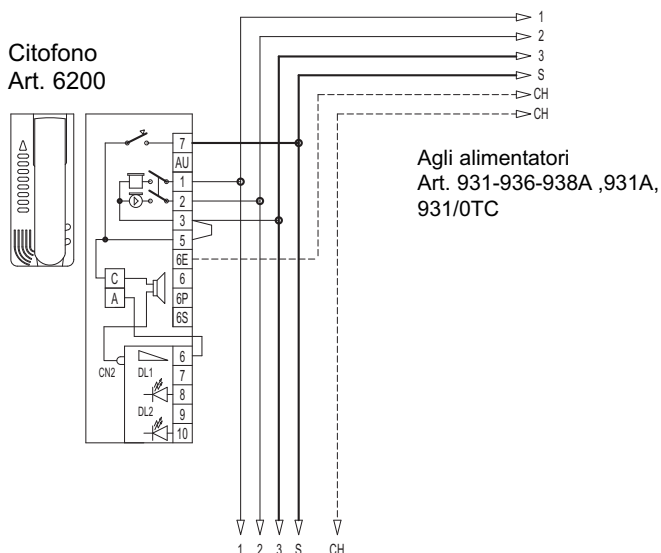 Citofono
Art. 6200
1
2
3
S
CH
CH
Agli alimentatori
Art. 931-936-938A ,931A,
931/0TC
7
AU
1
2
3
5
6E
6
6P
6S
C
A
CN2
DL1
DL2
6
7
8
9
10
1 2 3 S CH